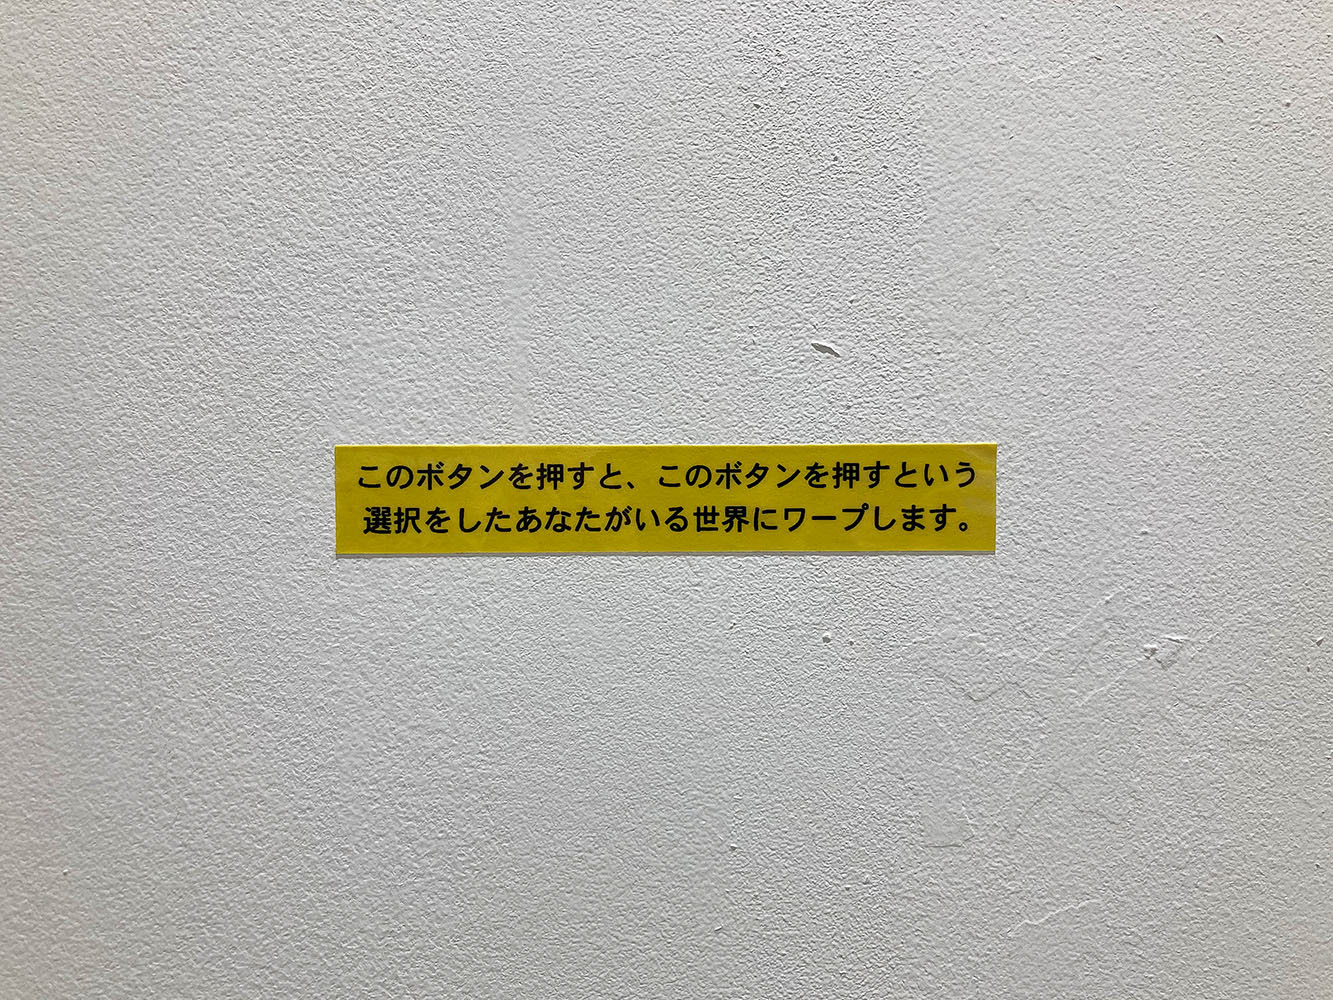 このボタンを押すと、このボタンを押すという
選択をしたあなたがいる世界にワープします。